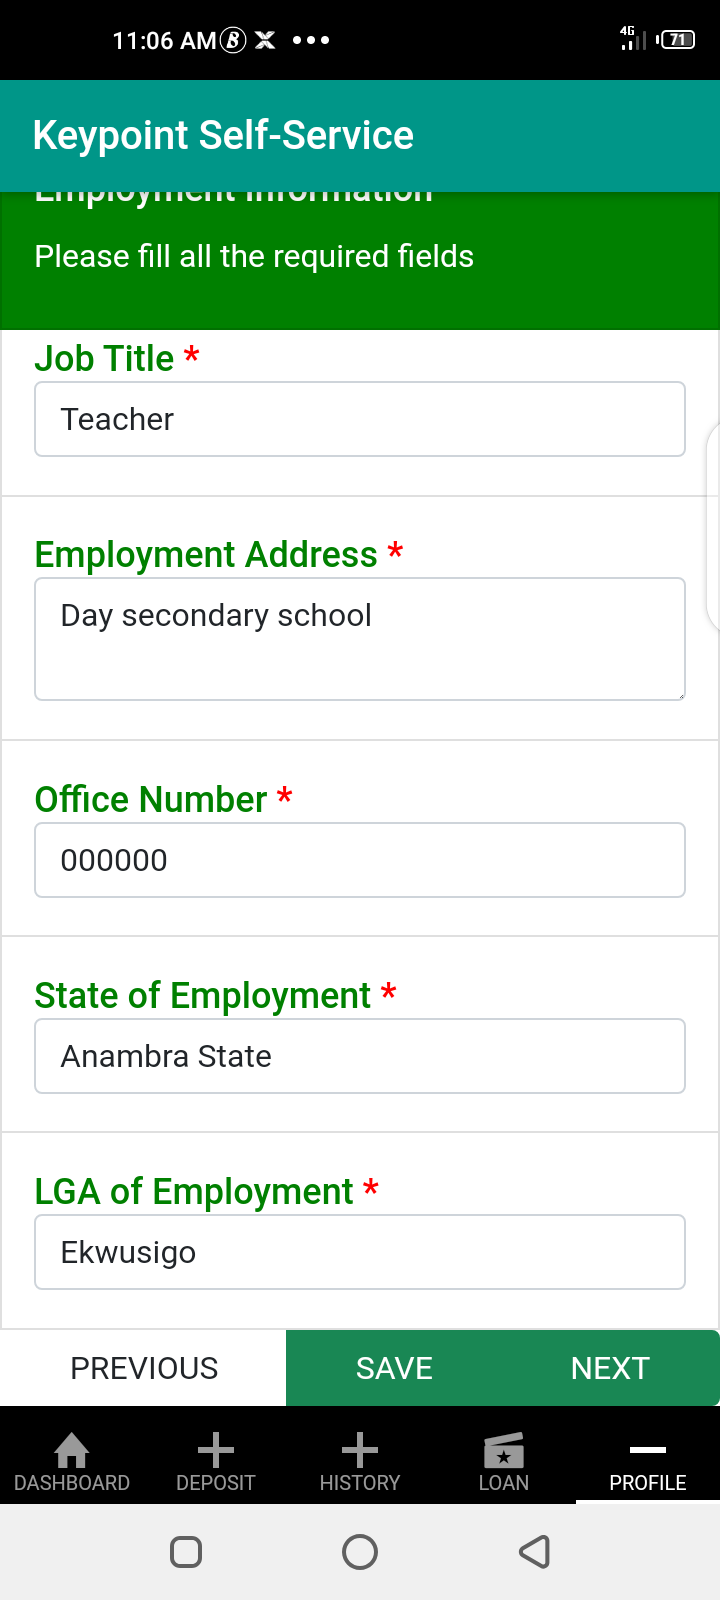 11:06 AM
4G
71
Keypoint Self-Service
Employment Information
Please fill all the required fields
Job Title *
Teacher
Employment Address *
Day secondary school
Office Number *
000000
State of Employment *
Anambra State
LGA of Employment *
Ekwusigo
PREVIOUS SAVE NEXT
DASHBOARD DEPOSIT HISTORY LOAN PROFILE